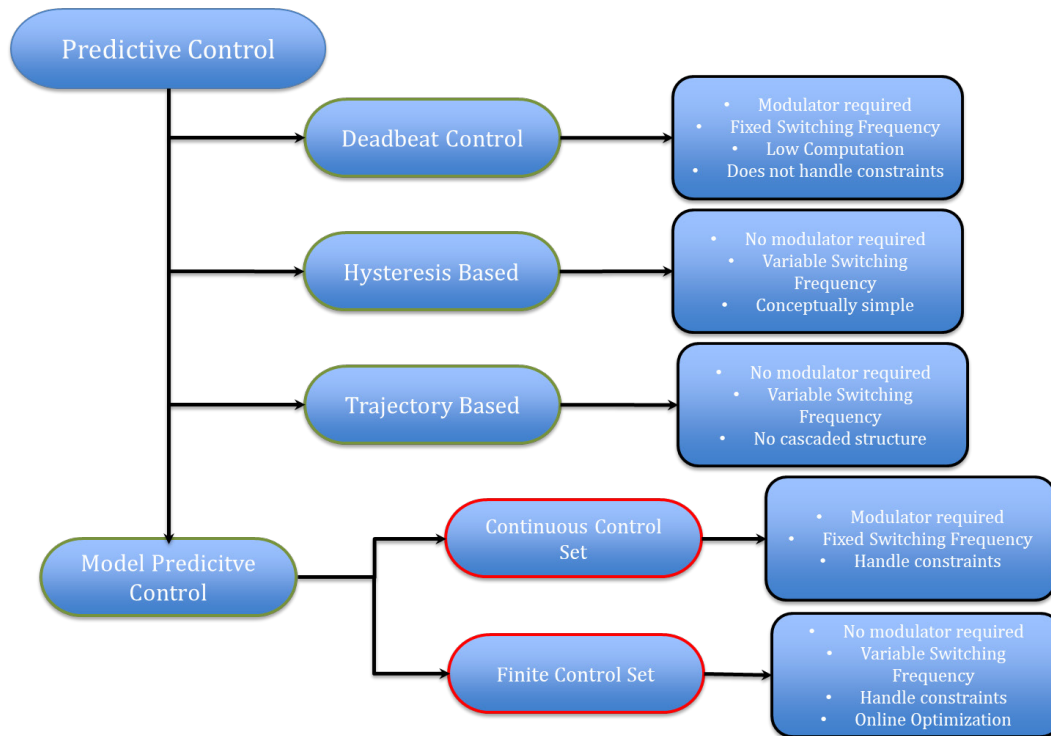 Predictive Control
Deadbeat Control
• Modulator required
• Fixed Switching Frequency
• Low Computation
• Does not handle constraints
Hysteresis Based
• No modulator required
• Variable Switching
Frequency
• Conceptually simple
Trajectory Based
• No modulator required
• Variable Switching
Frequency
• No cascaded structure
Model Predicitve
Control
Continuous Control
Set
• Modulator required
• Fixed Switching Frequency
• Handle constraints
Finite Control Set
• No modulator required
• Variable Switching
Frequency
• Handle constraints
• Online Optimization